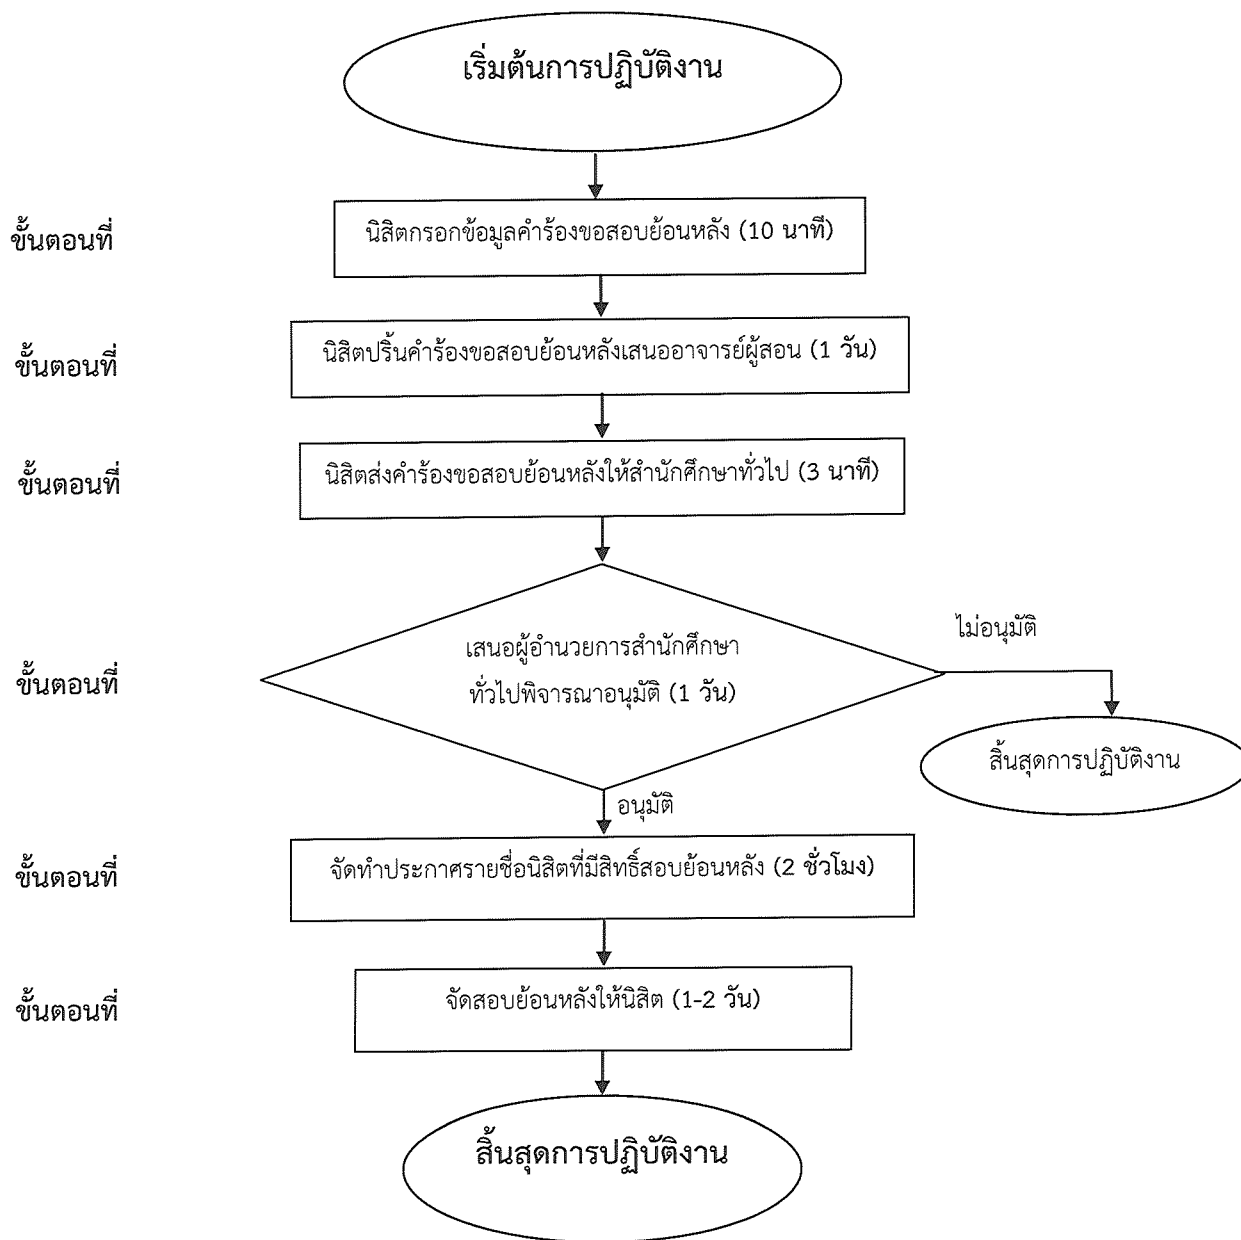 เริ่มต้นการปฏิบัติงาน
ขั้นตอนที่
นิสิตกรอกข้อมูลคำร้องขอสอบย้อนหลัง (10 นาที)
ขั้นตอนที่
นิสิตปริ้นคำร้องขอสอบย้อนหลังเสนออาจารย์ผู้สอน (1 วัน)
ขั้นตอนที่
นิสิตส่งคำร้องขอสอบย้อนหลังให้สำนักศึกษาทั่วไป (3 นาที)
ขั้นตอนที่
เสนอผู้อำนวยการสำนักศึกษา
ทั่วไปพิจารณาอนุมัติ (1 วัน)
ไม่อนุมัติ
สิ้นสุดการปฏิบัติงาน
อนุมัติ
ขั้นตอนที่
จัดทำประกาศรายชื่อนิสิตที่มีสิทธิ์สอบย้อนหลัง (2 ชั่วโมง)
ขั้นตอนที่
จัดสอบย้อนหลังให้นิสิต (1-2 วัน)
สิ้นสุดการปฏิบัติงาน